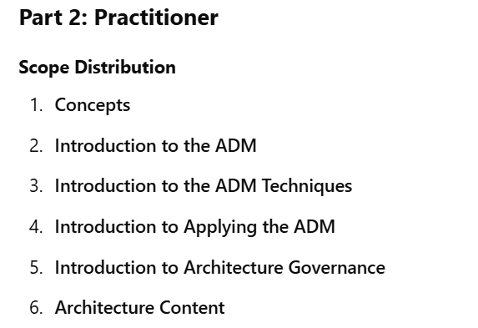 Part 2: Practitioner
Scope Distribution
1. Concepts
2. Introduction to the ADM
3. Introduction to the ADM Techniques
4. Introduction to Applying the ADM
5. Introduction to Architecture Governance
6. Architecture Content